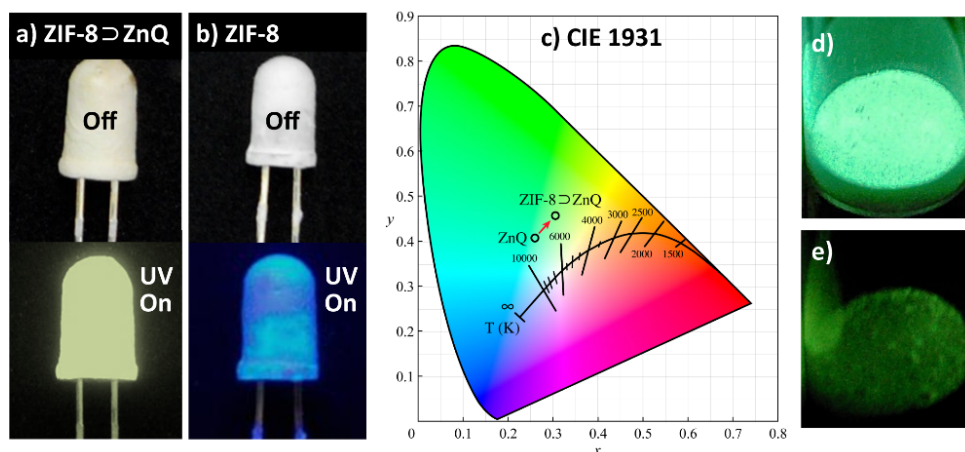 a) ZIF-8⊃ZnQ
Off
UV
On
b) ZIF-8
Off
UV
On
c) CIE 1931
0.9
0.8
0.7
0.6
0.5
y
0.4
0.3
0.2
0.1
ZIF-8⊃ZnQ
ZnQ
10000
6000
4000
3000
2500
2000
1500
∞
T (K)
0 0.1 0.2 0.3 0.4 0.5 0.6 0.7 0.8
x
d)
e)